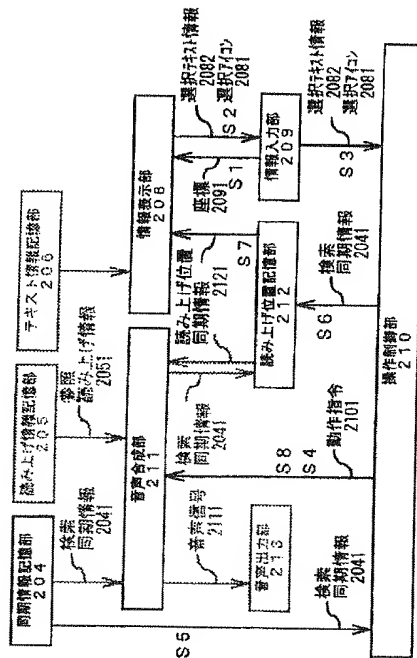 同期情報記憶部
204
読み上げ情報記憶部
205
テキスト情報記憶部
206
検索
同期情報
2041
参照
読み上げ情報
2051
音声合成部
211
情報表示部
208
S5
音声信号
2111
検索
同期情報
2041
読み上げ位置
同期情報
2121
S7
座標
2091
S1
S2
選択テキスト情報
2082
選択アイコン
2081
音声出力部
213
読み上げ位置記憶部
212
情報入力部
209
S8
S4
動作指令
2101
S6
検索
同期情報
2041
S3
選択テキスト情報
2082
選択アイコン
2081
検索
同期情報
2041
操作制御部
210